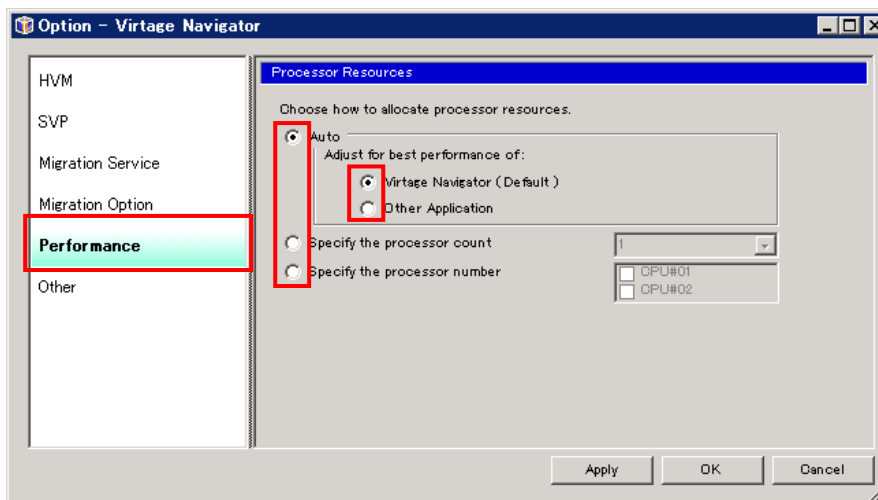 Option - Virtage Navigator
HVM
SVP
Migration Service
Migration Option
Performance
Other
Processor Resources
Choose how to allocate processor resources.
Auto
Adjust for best performance of:
Virtage Navigator ( Default )
Other Application
Specify the processor count
1
Specify the processor number
CPU#01
CPU#02
Apply
OK
Cancel